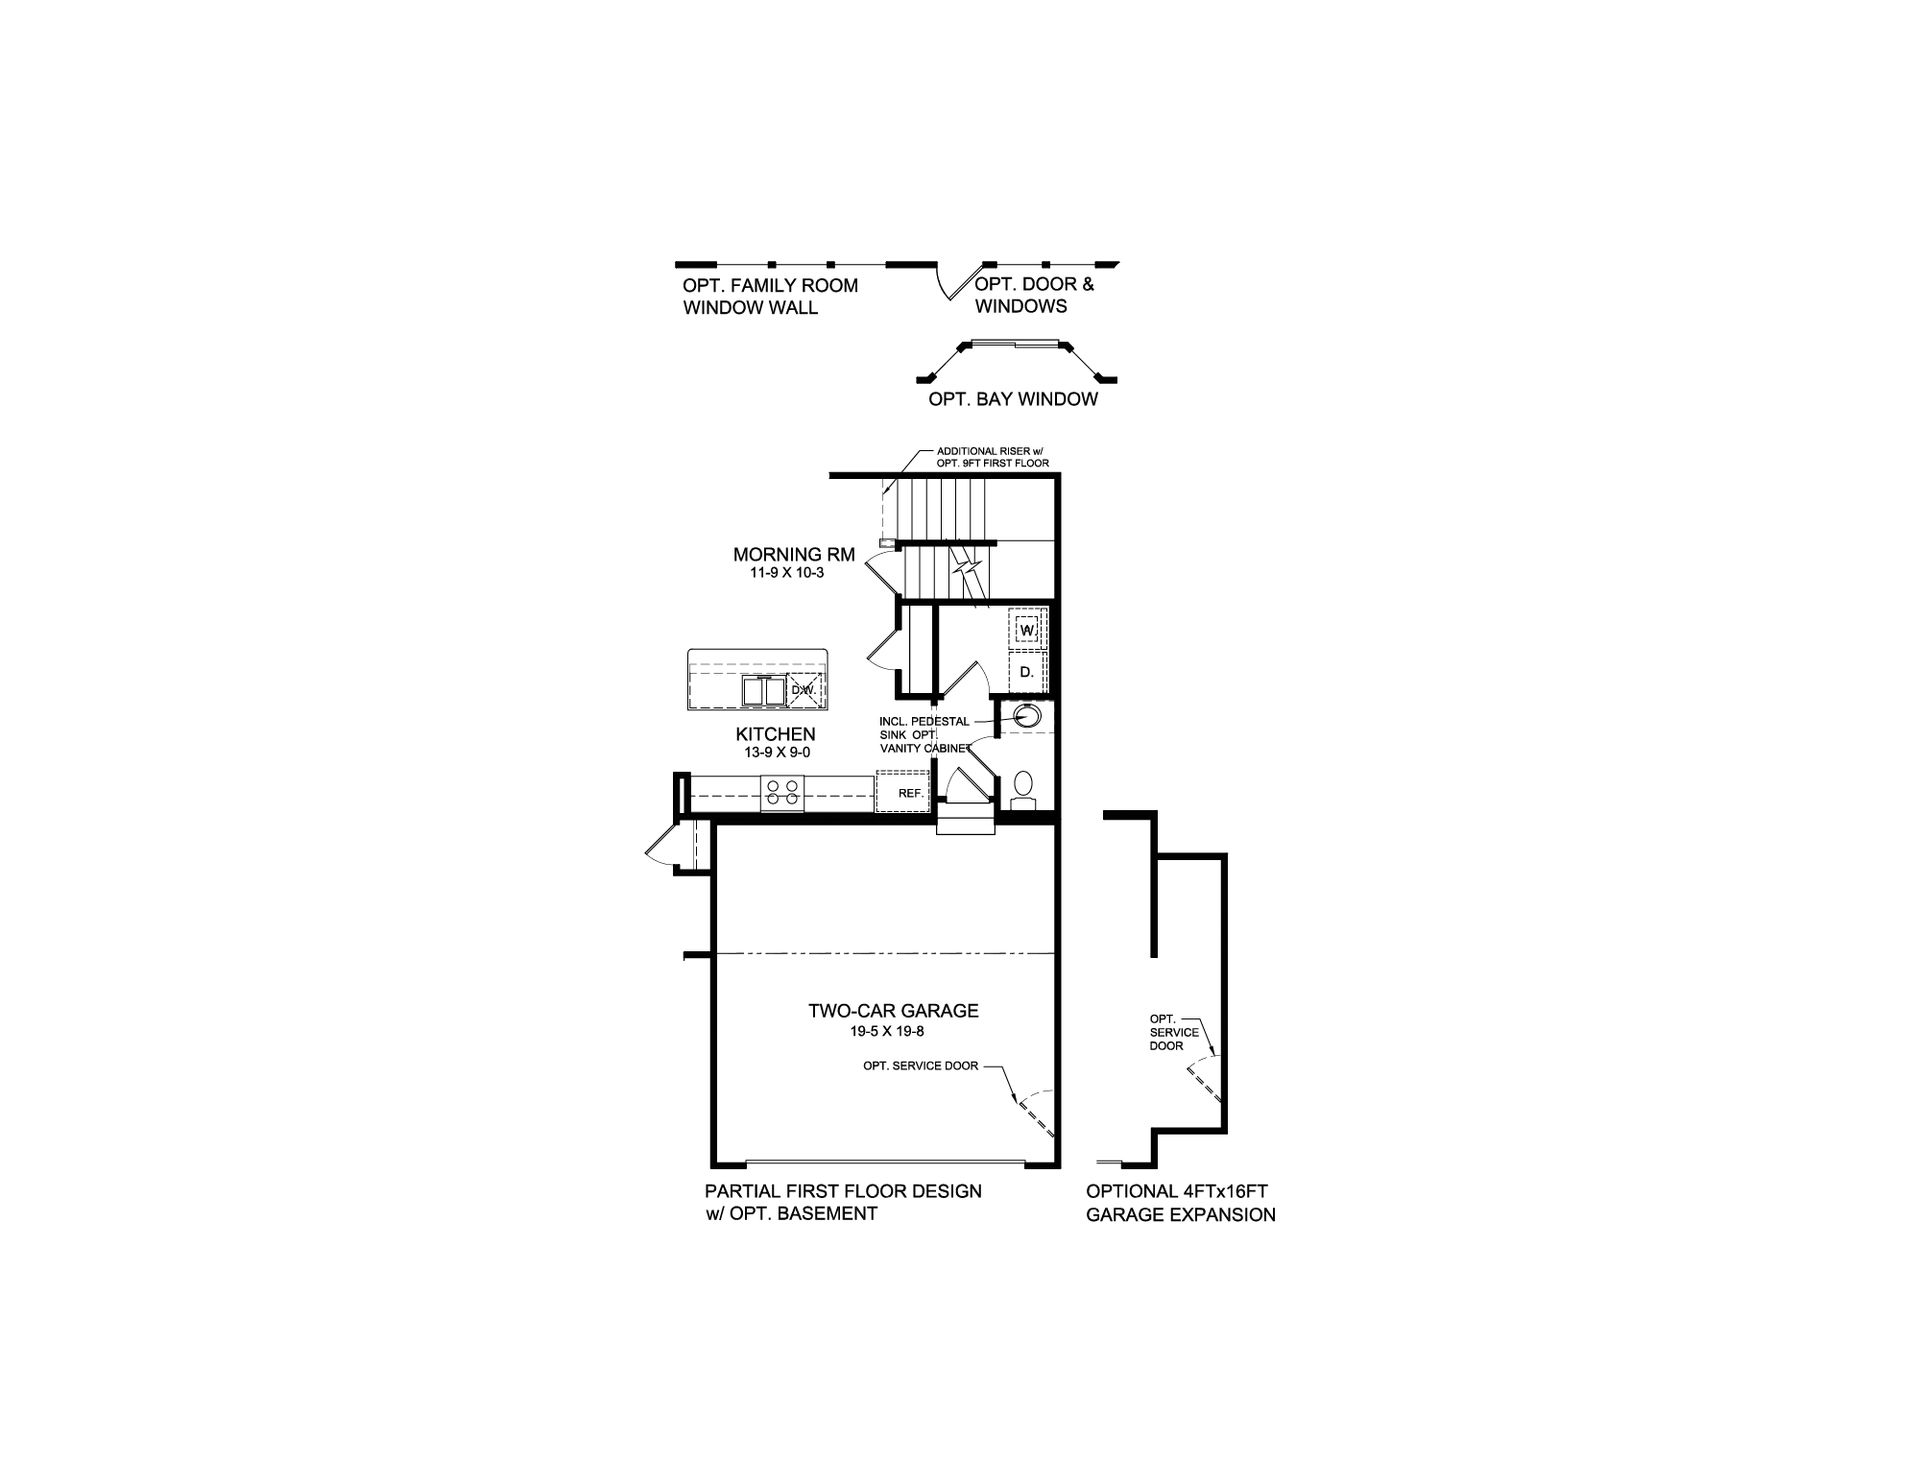 OPT. FAMILY ROOM
WINDOW WALL
OPT. DOOR &
WINDOWS
OPT. BAY WINDOW
ADDITIONAL RISER w/
OPT. 9FT FIRST FLOOR
MORNING RM
11-9 X 10-3
W.
D.
D.W.
INCL. PEDESTAL
SINK OPT.
VANITY CABINET
KITCHEN
13-9 X 9-0
REF.
TWO-CAR GARAGE
19-5 X 19-8
OPT. SERVICE DOOR
OPT.
SERVICE
DOOR
PARTIAL FIRST FLOOR DESIGN
w/ OPT. BASEMENT
OPTIONAL 4FTx16FT
GARAGE EXPANSION